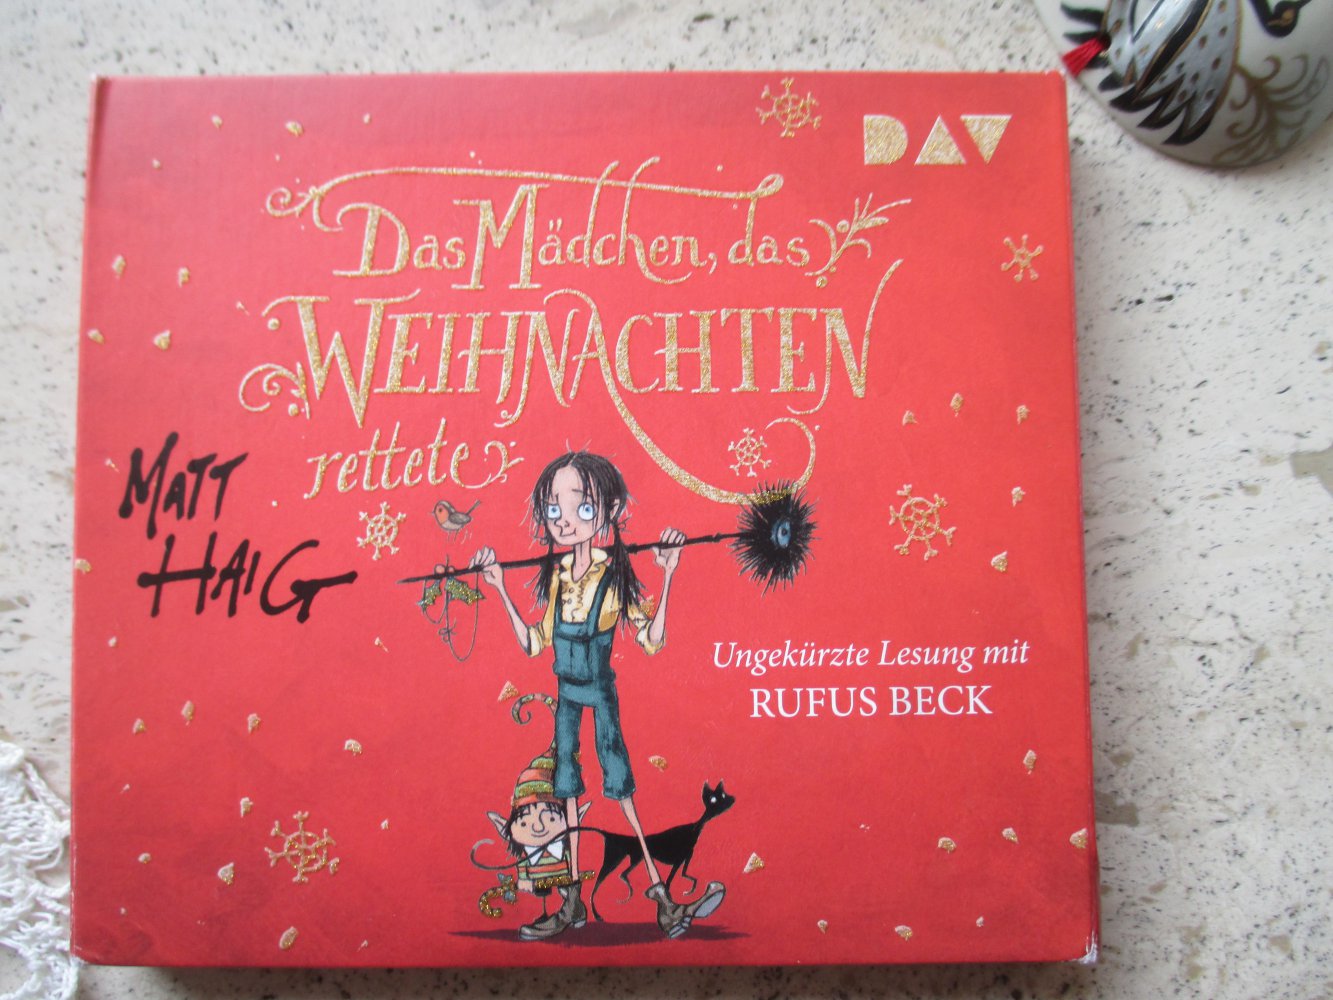 DAV
Das Mädchen, das
WEIHNACHTEN
rettete
MATT
HAIG
Ungekürzte Lesung mit
RUFUS BECK